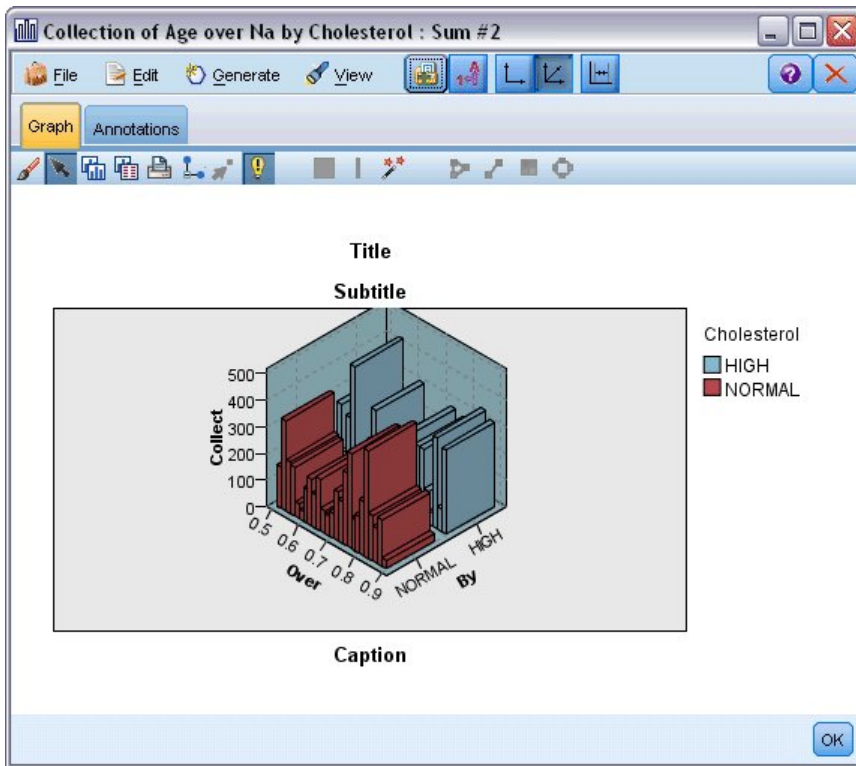 Collection of Age over Na by Cholesterol : Sum #2
File Edit Generate View
Graph Annotations
Title
Subtitle
Cholesterol
HIGH
NORMAL
500
400
300
200
100
0
Collect
0.5 0.6 0.7 0.8 0.9
Over
NORMAL HIGH
By
Caption
OK